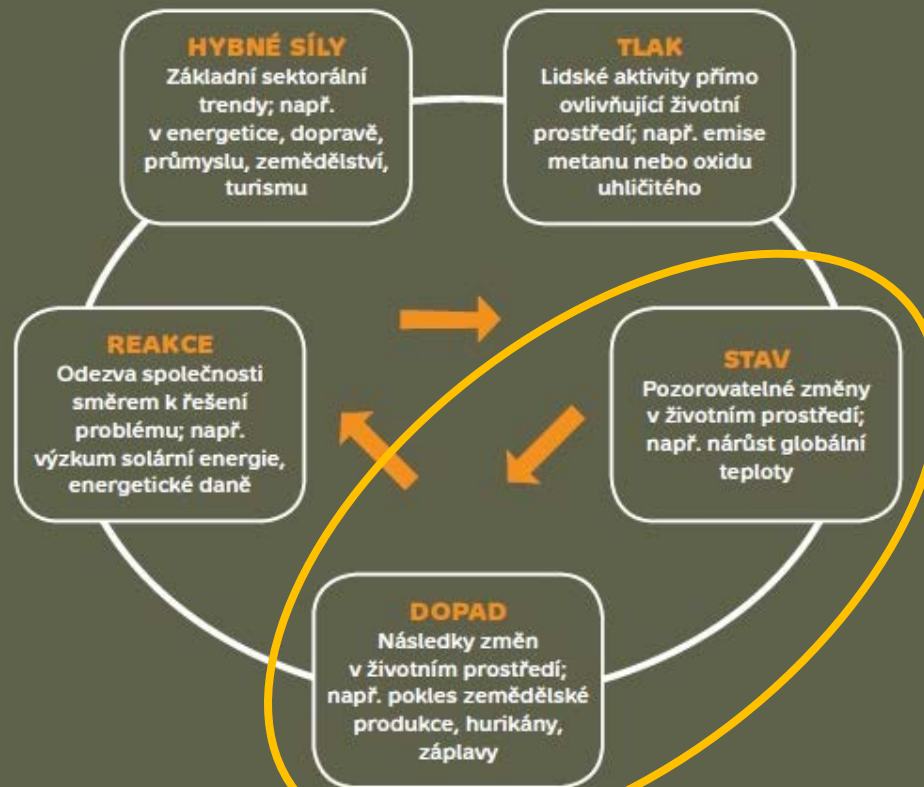 HYBNÉ SÍLY
Základní sektorální
trendy; např.
v energetice, dopravě,
průmyslu, zemědělství,
turismu
TLAK
Lidské aktivity přímo
ovlivňující životní
prostředí; např. emise
metanu nebo oxidu
uhličitého
REAKCE
Odezva společnosti
směrem k řešení
problému; např.
výzkum solární energie,
energetické daně
STAV
Pozorovatelné změny
v životním prostředí;
např. nárůst globální
teploty
DOPAD
Následky změn
v životním prostředí;
např. pokles zemědělské
produkce, hurikány,
záplavy